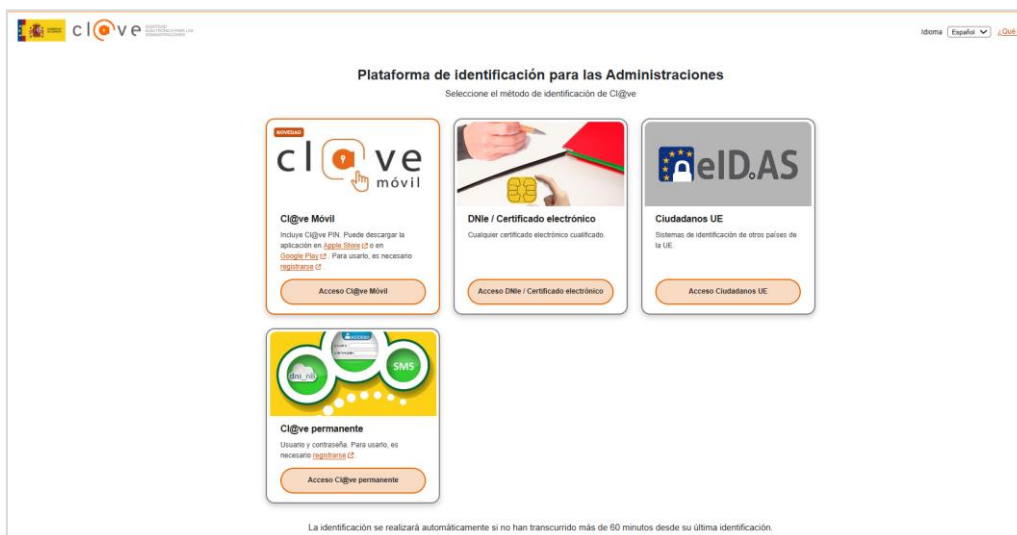 cl@ve
Idioma Español ¿Qué
Plataforma de identificación para las Administraciones
Seleccione el método de identificación de Cl@ve
NOVEDAD
cl@ve
móvil
Cl@ve Móvil
Incluye Cl@ve PIN. Puede descargar la
aplicación en Apple Store o en
Google Play. Para usarlo, es necesario
registrarse.
Acceso Cl@ve Móvil
DNIe / Certificado electrónico
Cualquier certificado electrónico cualificado.
Acceso DNIe / Certificado electrónico
eID.AS
Ciudadanos UE
Sistemas de identificación de otros países de
la UE.
Acceso Ciudadanos UE
dni_nif
SMS
Cl@ve permanente
Usuario y contraseña. Para usarlo, es
necesario registrarse.
Acceso Cl@ve permanente
La identificación se realizará automáticamente si no han transcurrido más de 60 minutos desde su última identificación.